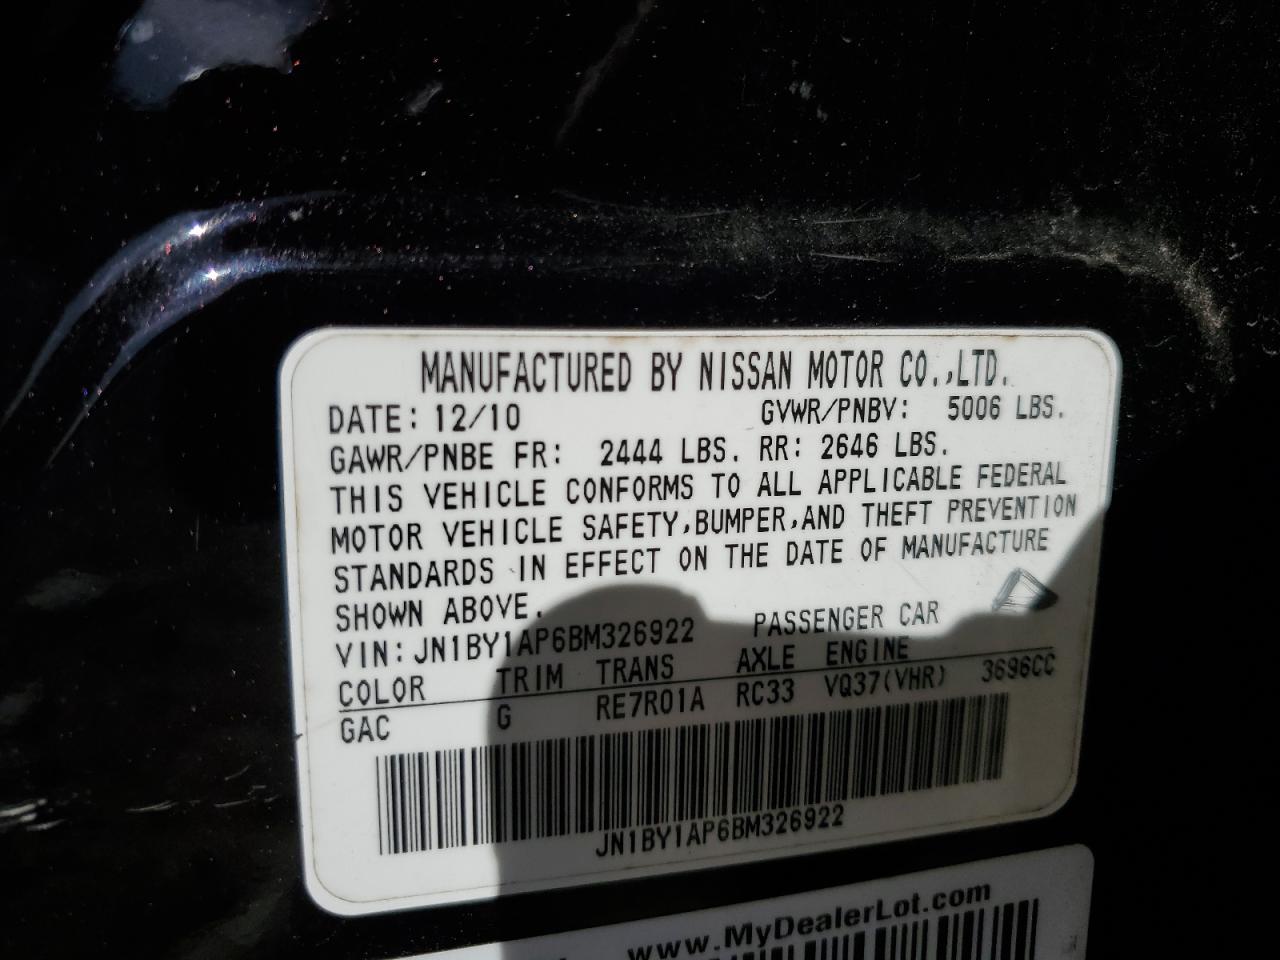 MANUFACTURED BY NISSAN MOTOR CO.,LTD.
DATE: 12/10 GVWR/PNBV: 5006 LBS.
GAWR/PNBE FR: 2444 LBS. RR: 2646 LBS.
THIS VEHICLE CONFORMS TO ALL APPLICABLE FEDERAL
MOTOR VEHICLE SAFETY,BUMPER,AND THEFT PREVENTION
STANDARDS IN EFFECT ON THE DATE OF MANUFACTURE
SHOWN ABOVE.
VIN: JN1BY1AP6BM326922 PASSENGER CAR
COLOR TRIM TRANS AXLE ENGINE
GAC G RE7R01A RC33 VQ37(VHR) 3696CC
JN1BY1AP6BM326922
www.MyDealerLot.com